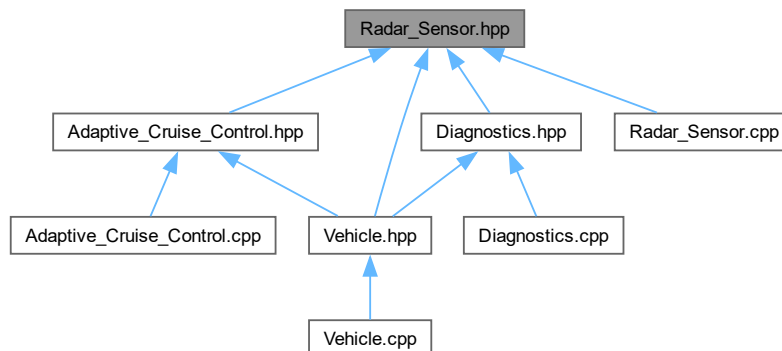 Radar_Sensor.hpp
Adaptive_Cruise_Control.hpp
Diagnostics.hpp
Radar_Sensor.cpp
Adaptive_Cruise_Control.cpp
Vehicle.hpp
Diagnostics.cpp
Vehicle.cpp